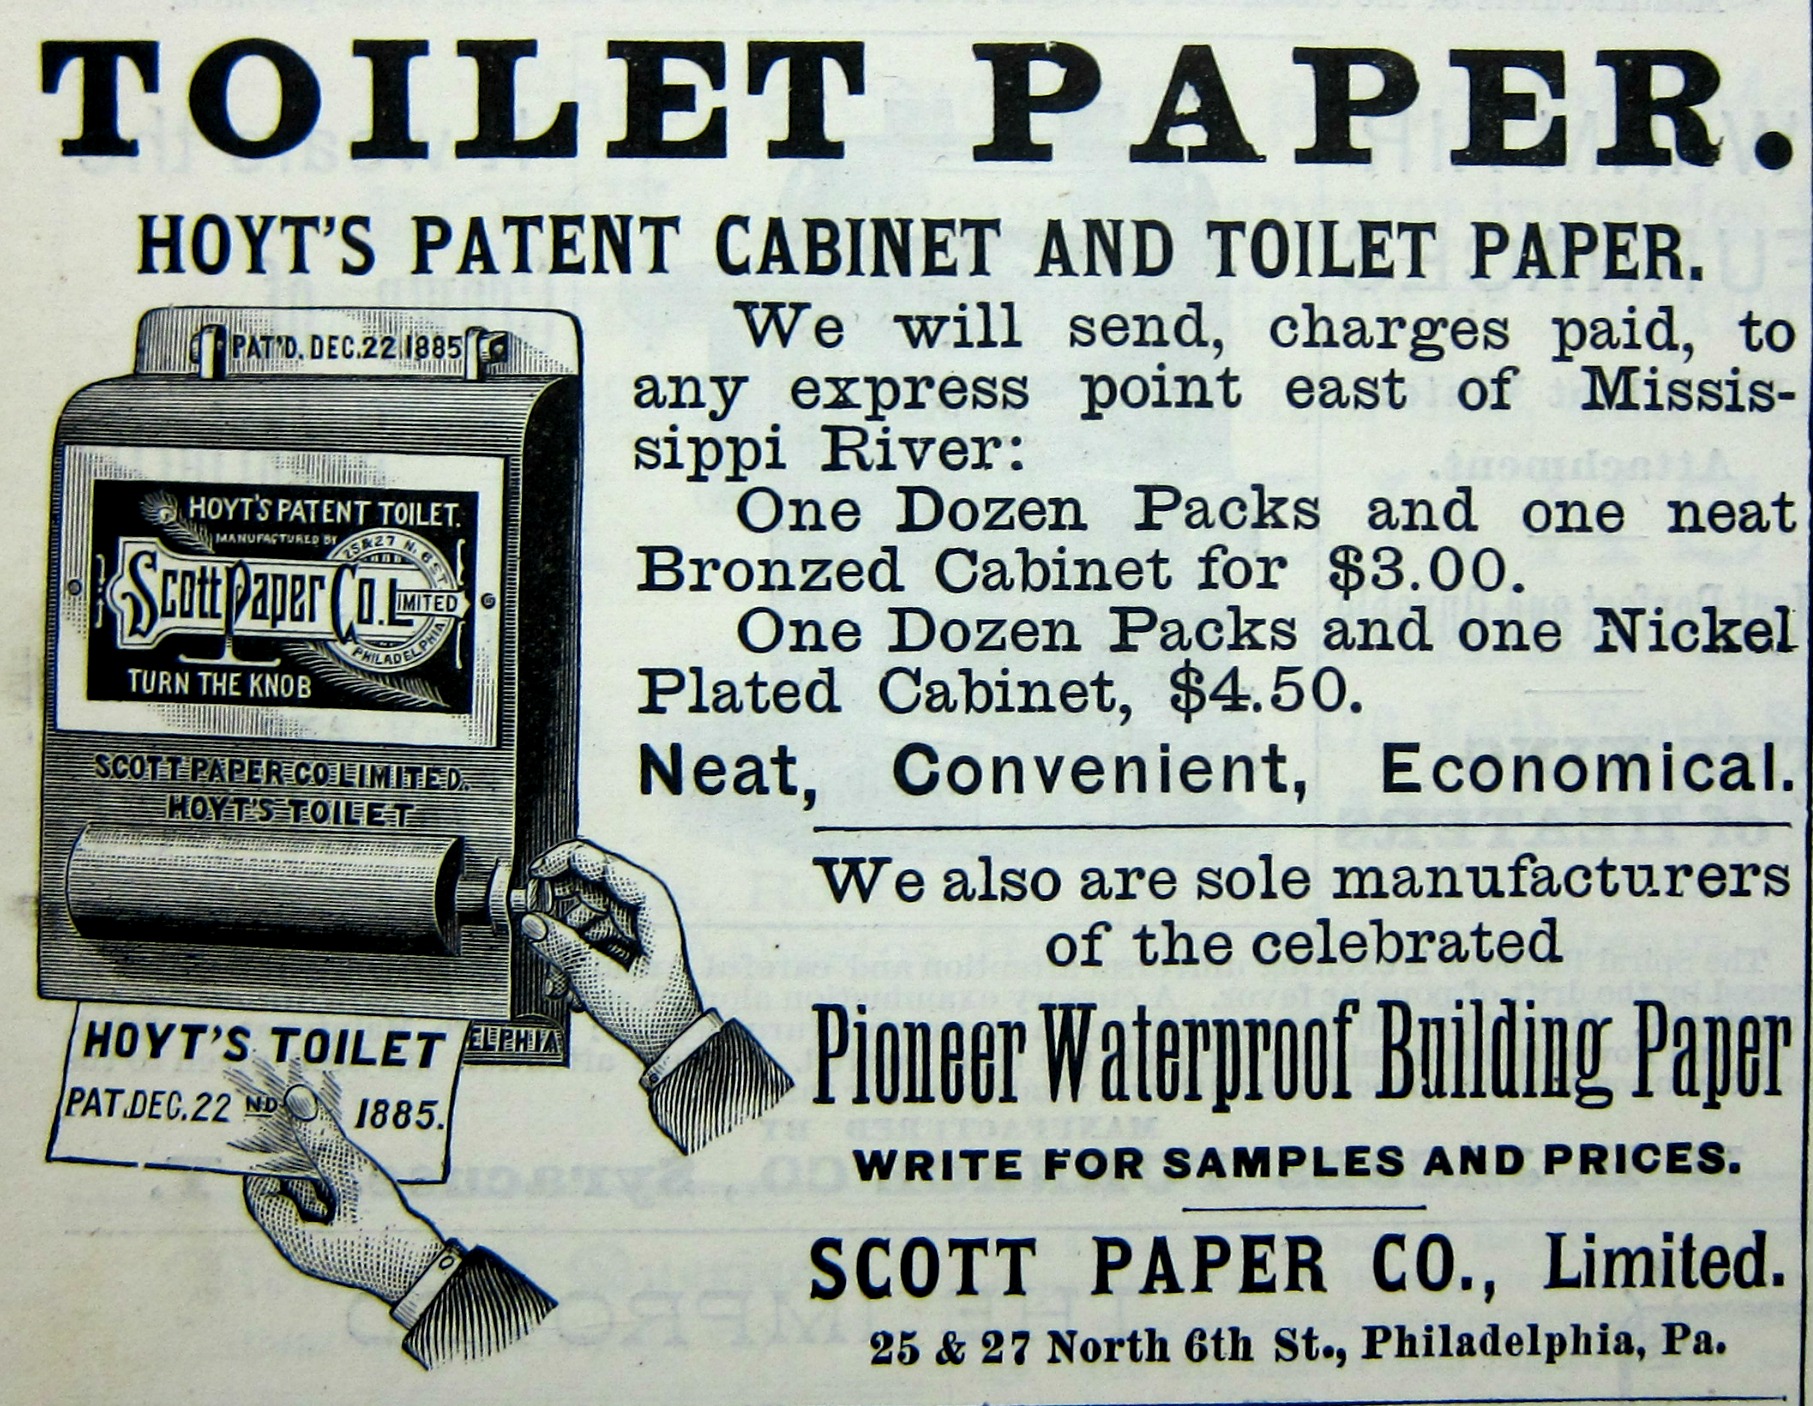 TOILET PAPER.
HOYT'S PATENT CABINET AND TOILET PAPER.
PAT'D. DEC. 22 1885
HOYT'S PATENT TOILET.
MANUFACTURED BY
25 & 27 N. 6 ST.
Scott Paper Co. LIMITED
PHILADELPHIA
TURN THE KNOB
SCOTT PAPER CO LIMITED.
HOYT'S TOILET
ELPHIA
HOYT'S TOILET
PAT. DEC. 22 ND 1885.
We will send, charges paid, to
any express point east of Missis-
sippi River:
One Dozen Packs and one neat
Bronzed Cabinet for $3.00.
One Dozen Packs and one Nickel
Plated Cabinet, $4.50.
Neat, Convenient, Economical.
We also are sole manufacturers
of the celebrated
Pioneer Waterproof Building Paper
WRITE FOR SAMPLES AND PRICES.
SCOTT PAPER CO., Limited.
25 & 27 North 6th St., Philadelphia, Pa.